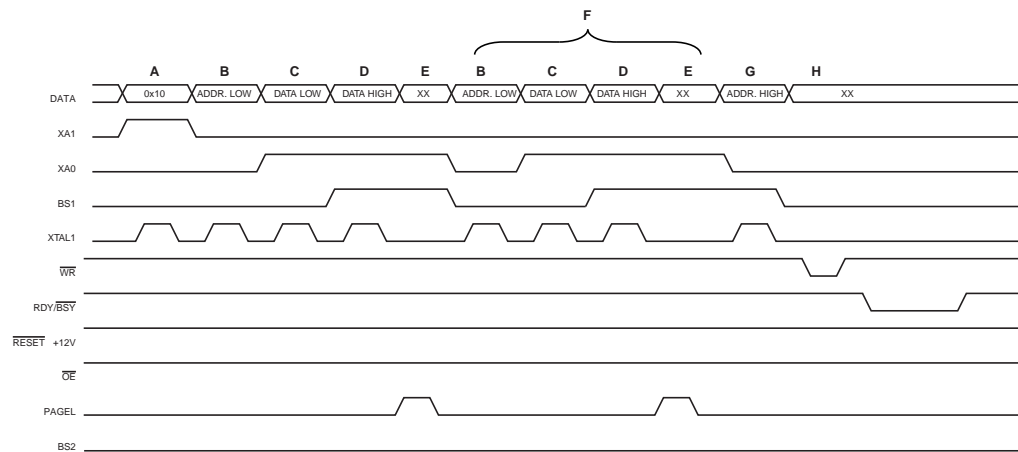 F
A B C D E B C D E G H
DATA 0x10 ADDR. LOW DATA LOW DATA HIGH XX ADDR. LOW DATA LOW DATA HIGH XX ADDR. HIGH XX
XA1
XA0
BS1
XTAL1
WR
RDY/BSY
RESET +12V
OE
PAGEL
BS2